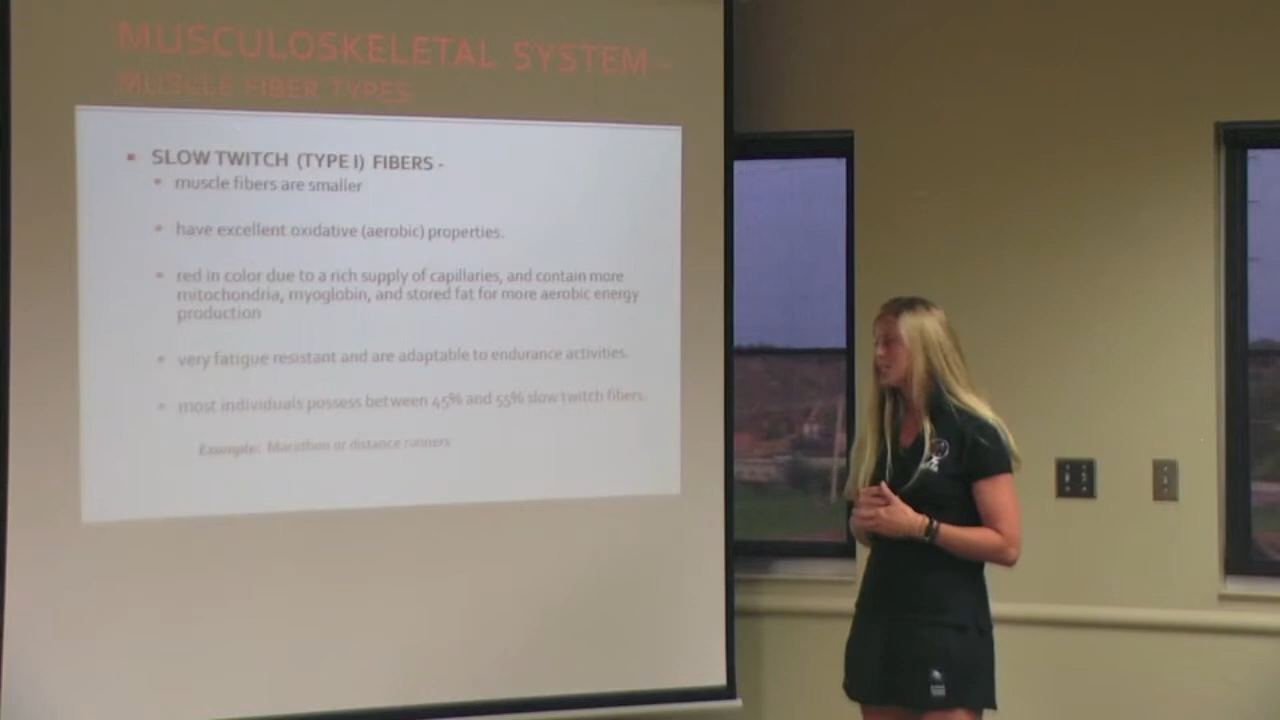 MUSCULOSKELETAL SYSTEM -
MUSCLE FIBER TYPES
SLOW TWITCH (TYPE I) FIBERS -
muscle fibers are smaller
have excellent oxidative (aerobic) properties.
red in color due to a rich supply of capillaries, and contain more
mitochondria, myoglobin, and stored fat for more aerobic energy
production
very fatigue resistant and are adaptable to endurance activities.
most individuals possess between 45% and 55% slow twitch fibers.
Example: Marathon or distance runners